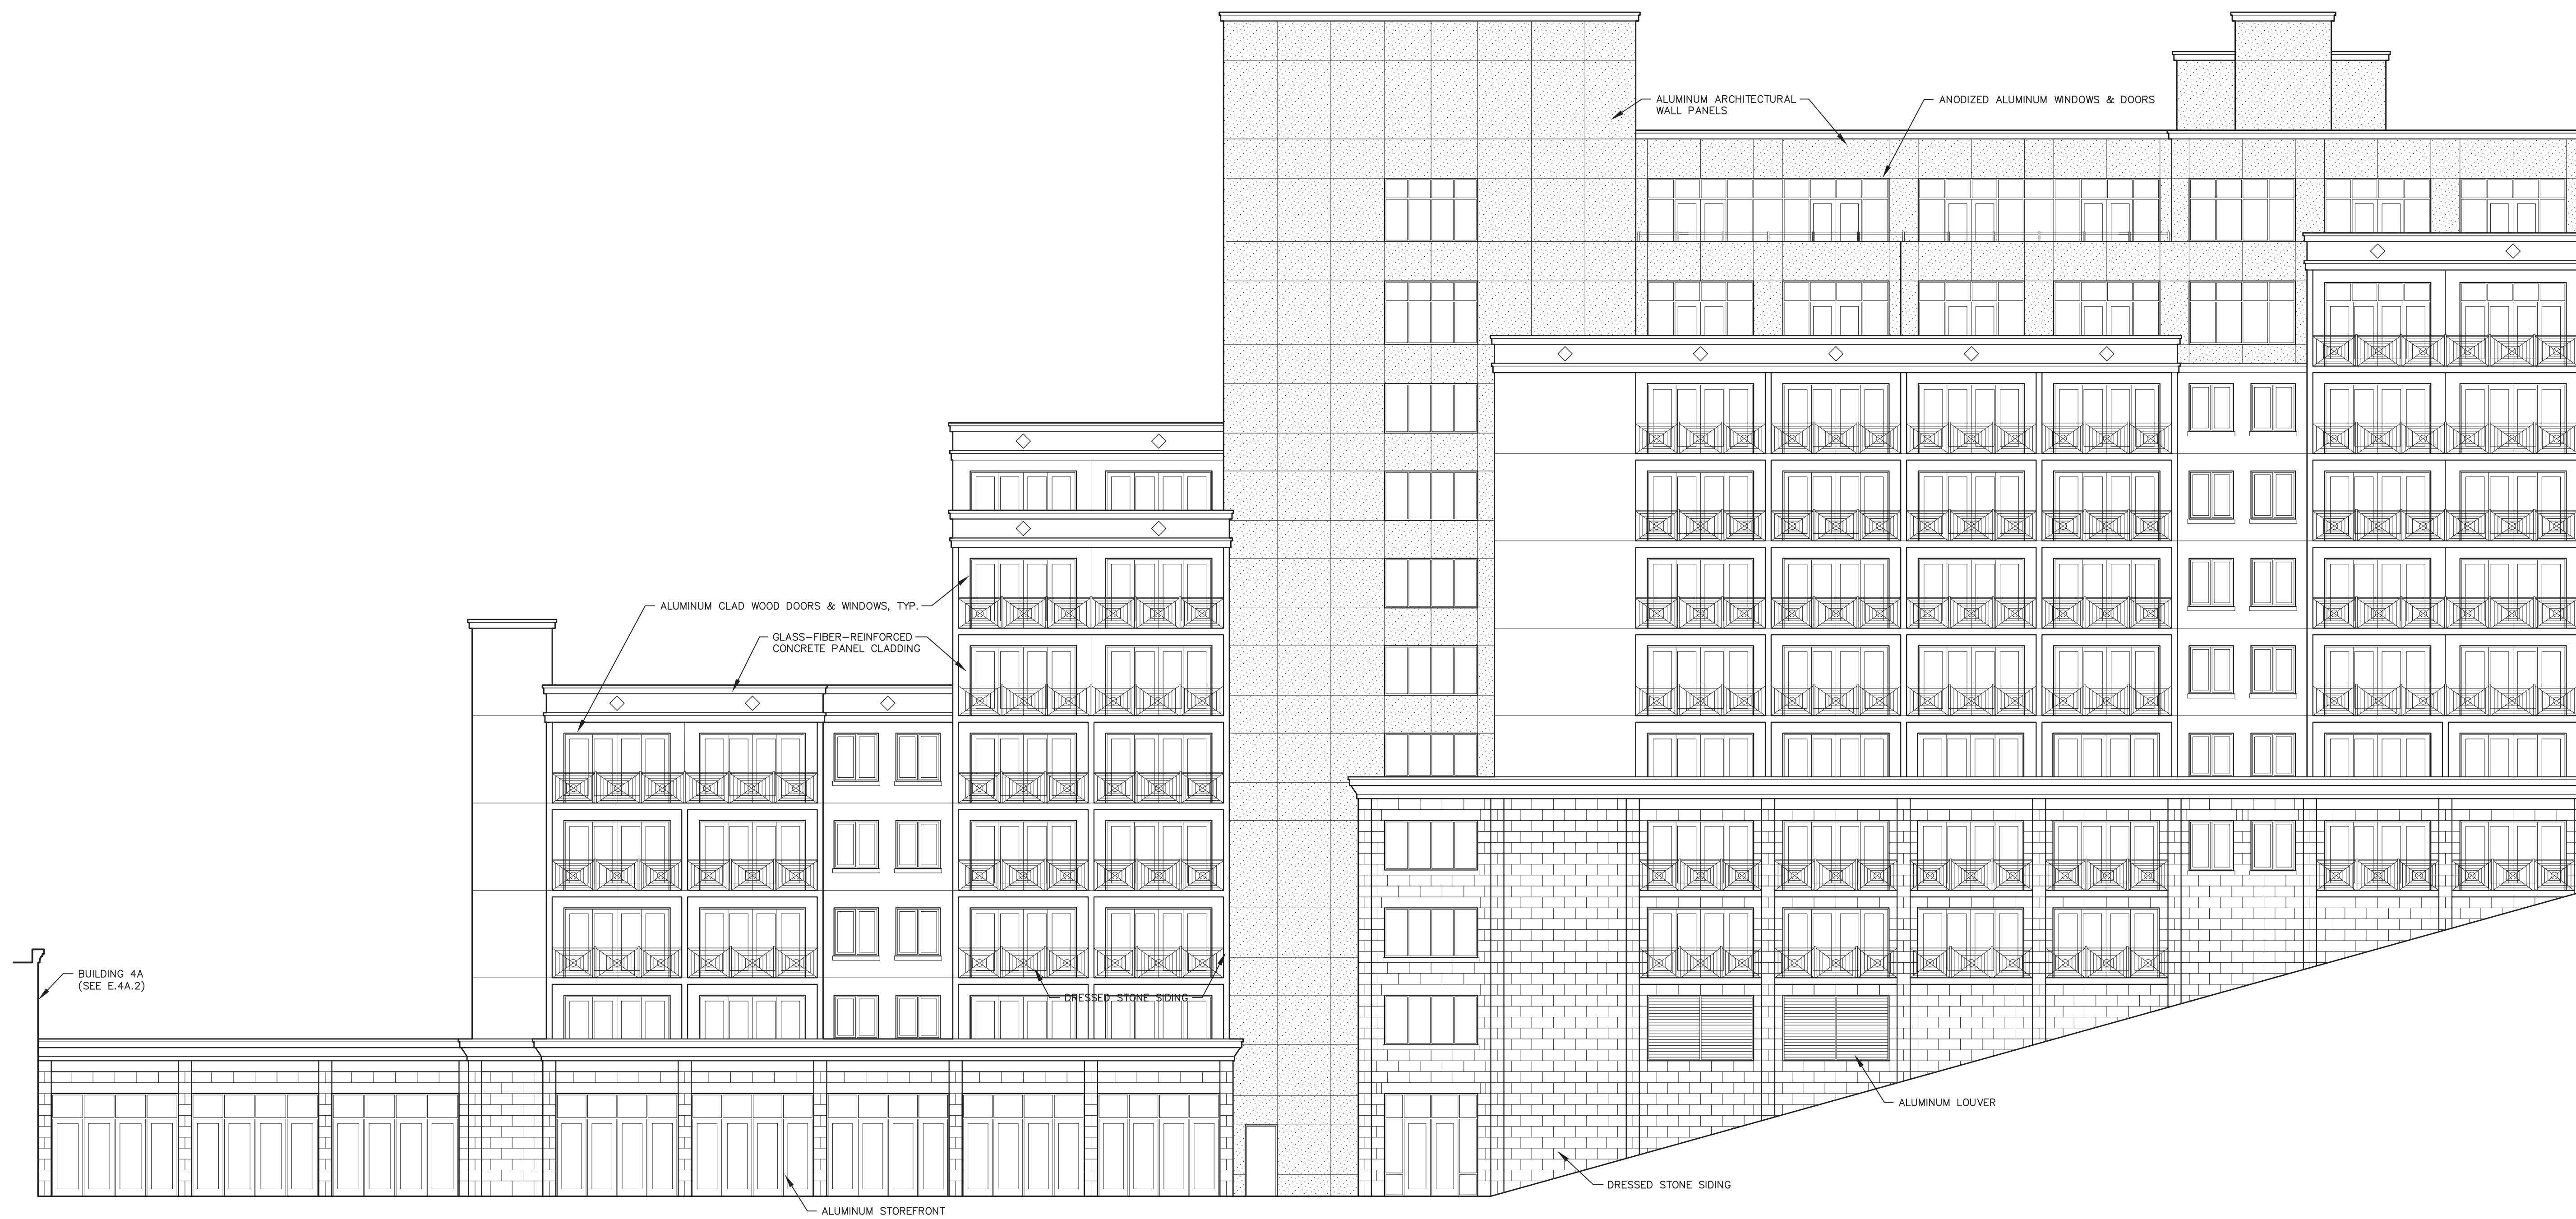 ALUMINUM ARCHITECTURAL
WALL PANELS
ANODIZED ALUMINUM WINDOWS & DOORS
ALUMINUM CLAD WOOD DOORS & WINDOWS, TYP.
GLASS-FIBER-REINFORCED
CONCRETE PANEL CLADDING
BUILDING 4A
(SEE E.4A.2)
DRESSED STONE SIDING
ALUMINUM LOUVER
DRESSED STONE SIDING
ALUMINUM STOREFRONT